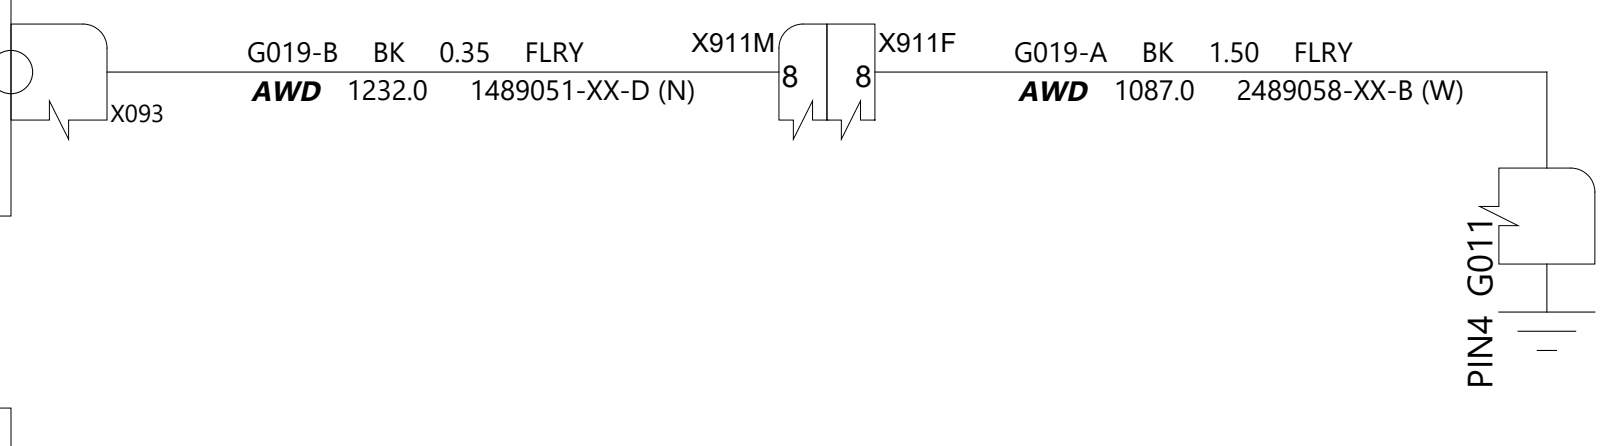 G019-B BK 0.35 FLRY
AWD 1232.0 1489051-XX-D (N)
X093
X911M
8
8
X911F
G019-A BK 1.50 FLRY
AWD 1087.0 2489058-XX-B (W)
PIN4 G011